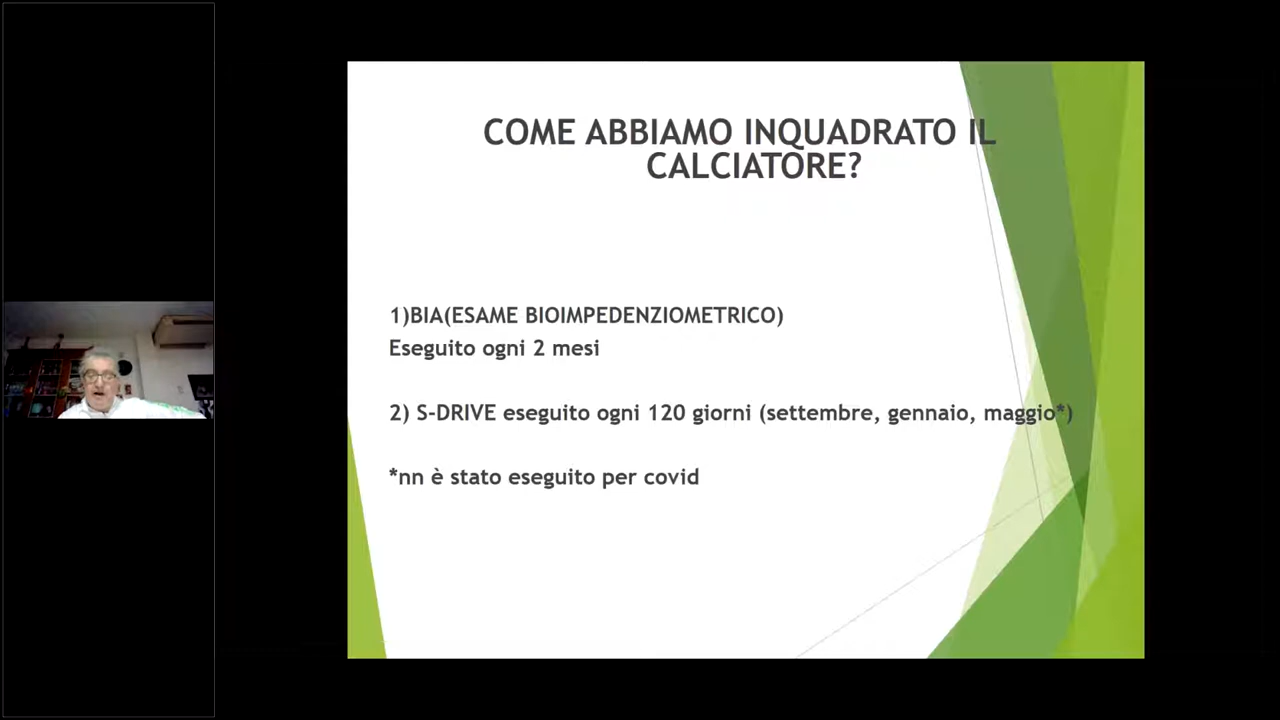 COME ABBIAMO INQUADRATO IL
CALCIATORE?
1)BIA(ESAME BIOIMPEDENZIOMETRICO)
Eseguito ogni 2 mesi
2) S-DRIVE eseguito ogni 120 giorni (settembre, gennaio, maggio*)
*nn è stato eseguito per covid